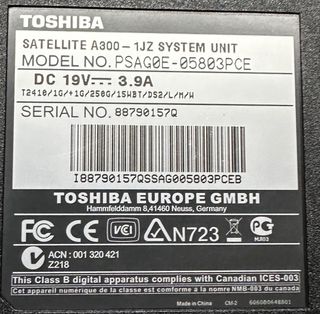 TOSHIBA
SATELLITE A300-1JZ SYSTEM UNIT
MODEL NO. PSAG0E-05803PCE
DC 19V 3.9A
T2410/1G/+1G/250G/15WBT/DS2/L/M/W
SERIAL NO. 88790157Q
I88790157QSSAG005803PCEB
TOSHIBA EUROPE GMBH
Hammfelddamm 8,41460 Neuss, Germany
FC CE VCI N723 PG
ACN : 001 320 421
Z218
This Class B digital apparatus complies with Canadian ICES-003
Cet appareil numérique de la classe B est conforme à la norme NMB-003 du Canada
Made in China CM-2